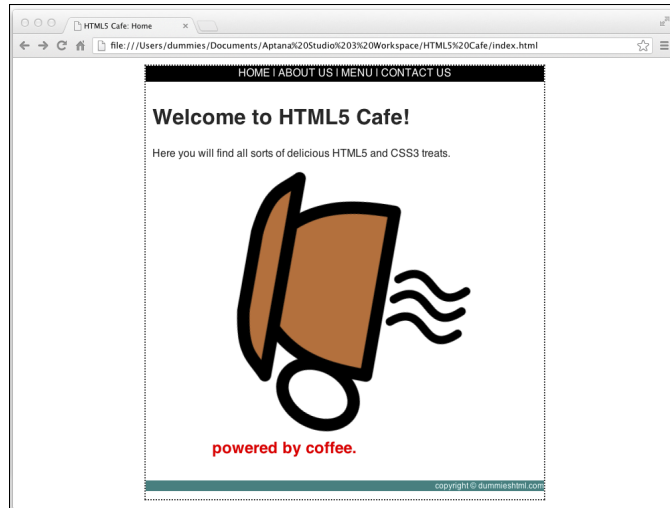 HTML5 Cafe: Home
file:///Users/dummies/Documents/Aptana%20Studio%203%20Workspace/HTML5%20Cafe/index.html
HOME | ABOUT US | MENU | CONTACT US
Welcome to HTML5 Cafe!
Here you will find all sorts of delicious HTML5 and CSS3 treats.
powered by coffee.
copyright © dummieshtml.com